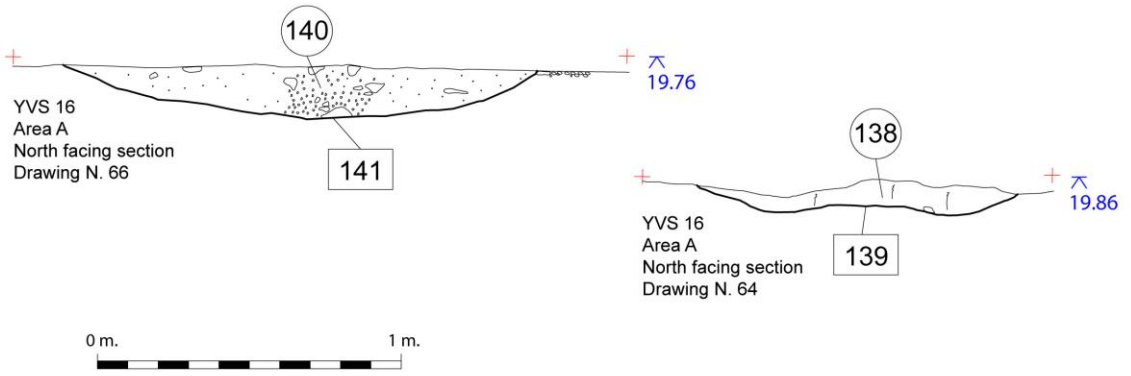 140
19.76
YVS 16
Area A
North facing section
Drawing N. 66
141
138
19.86
YVS 16
Area A
North facing section
Drawing N. 64
139
0 m.
1 m.